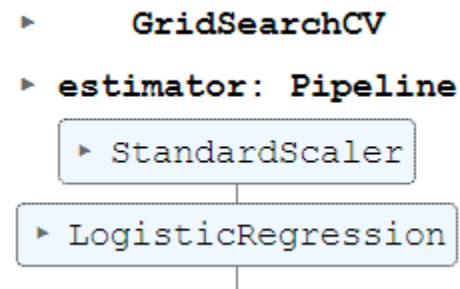 GridSearchCV
estimator: Pipeline
StandardScaler
LogisticRegression